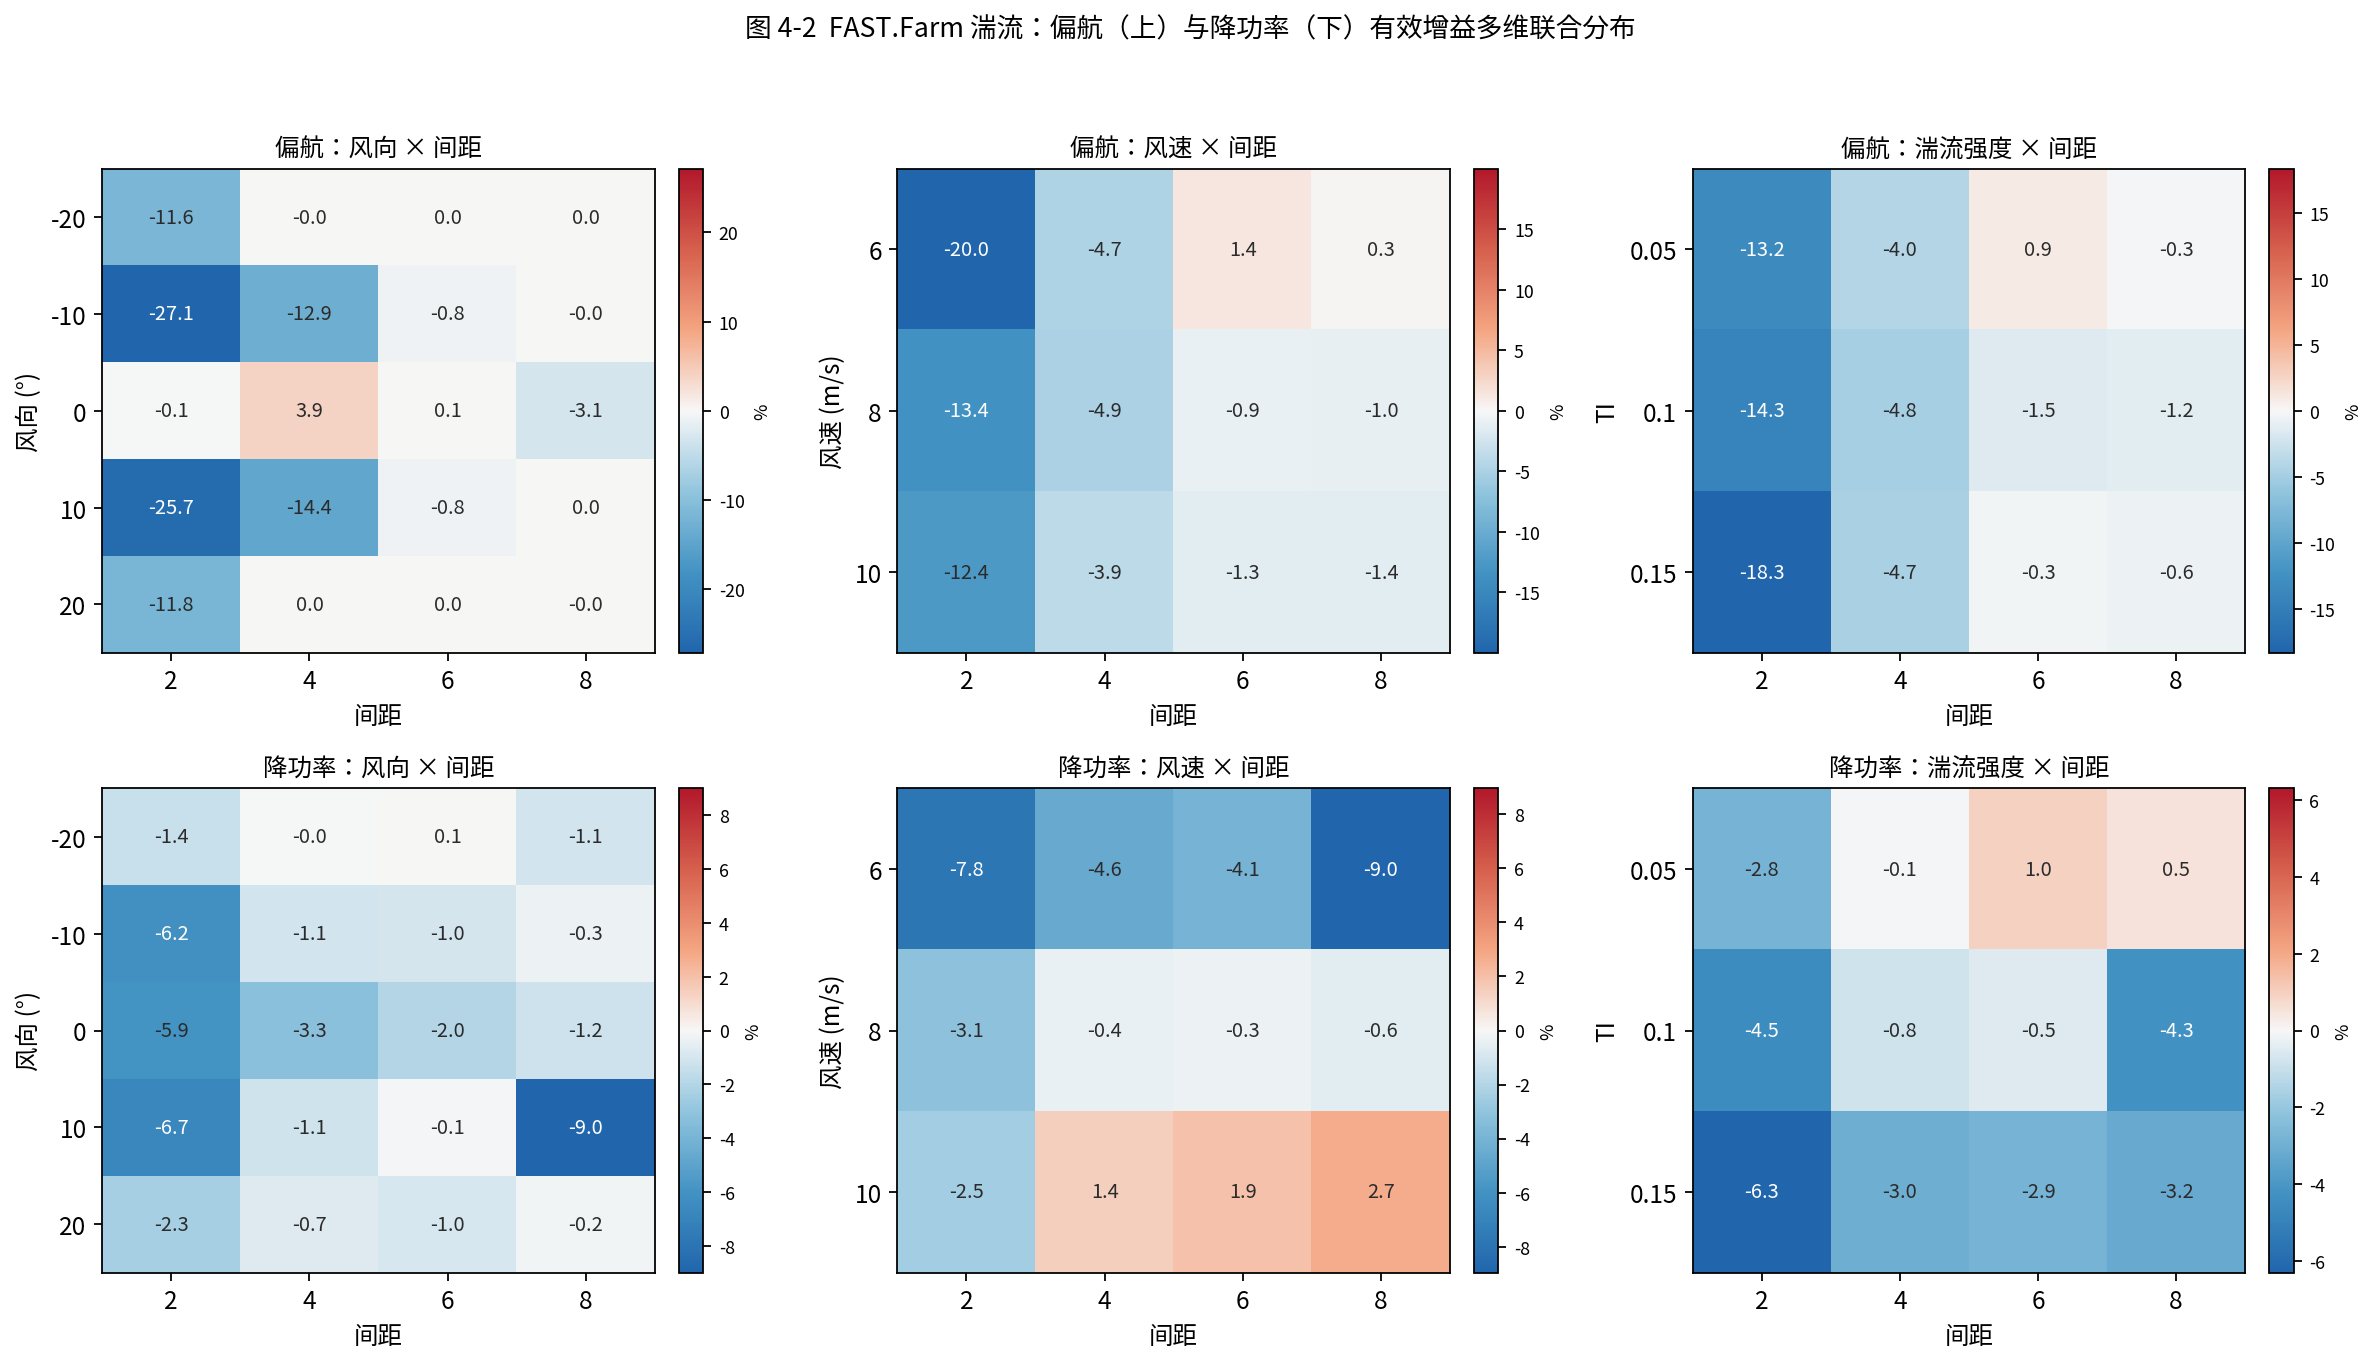 图 4-2 FAST.Farm 湍流：偏航（上）与降功率（下）有效增益多维联合分布
偏航：风向 × 间距
风向 (°)
-20 -11.6 -0.0 0.0 0.0
-10 -27.1 -12.9 -0.8 -0.0
0 -0.1 3.9 0.1 -3.1
10 -25.7 -14.4 -0.8 0.0
20 -11.8 0.0 0.0 -0.0
2 4 6 8
间距
20
10
0
-10
-20
%
偏航：风速 × 间距
风速 (m/s)
6 -20.0 -4.7 1.4 0.3
8 -13.4 -4.9 -0.9 -1.0
10 -12.4 -3.9 -1.3 -1.4
2 4 6 8
间距
15
10
5
0
-5
-10
-15
%
偏航：湍流强度 × 间距
TI
0.05 -13.2 -4.0 0.9 -0.3
0.1 -14.3 -4.8 -1.5 -1.2
0.15 -18.3 -4.7 -0.3 -0.6
2 4 6 8
间距
15
10
5
0
-5
-10
-15
%
降功率：风向 × 间距
风向 (°)
-20 -1.4 -0.0 0.1 -1.1
-10 -6.2 -1.1 -1.0 -0.3
0 -5.9 -3.3 -2.0 -1.2
10 -6.7 -1.1 -0.1 -9.0
20 -2.3 -0.7 -1.0 -0.2
2 4 6 8
间距
8
6
4
2
0
-2
-4
-6
-8
%
降功率：风速 × 间距
风速 (m/s)
6 -7.8 -4.6 -4.1 -9.0
8 -3.1 -0.4 -0.3 -0.6
10 -2.5 1.4 1.9 2.7
2 4 6 8
间距
8
6
4
2
0
-2
-4
-6
-8
%
降功率：湍流强度 × 间距
TI
0.05 -2.8 -0.1 1.0 0.5
0.1 -4.5 -0.8 -0.5 -4.3
0.15 -6.3 -3.0 -2.9 -3.2
2 4 6 8
间距
6
4
2
0
-2
-4
-6
%